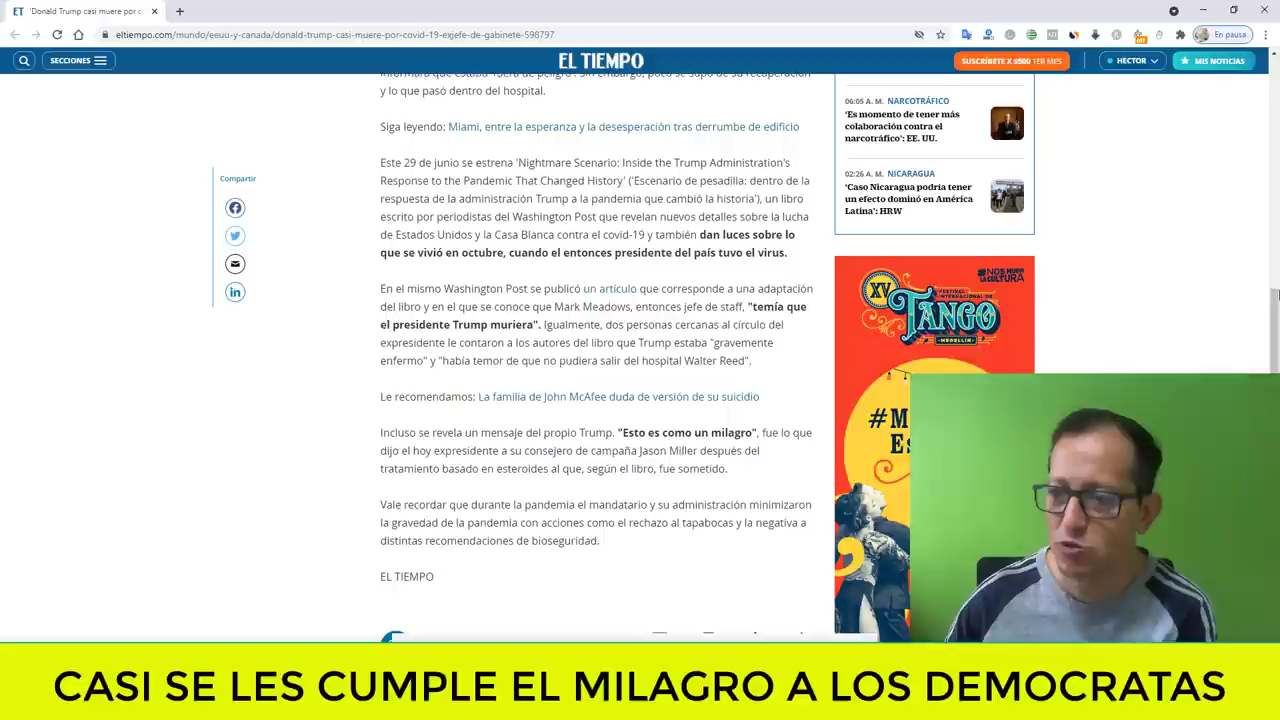 ET 'Donald Trump casi muere por c
eltiempo.com/mundo/eeuu-y-canada/donald-trump-casi-muere-por-covid-19-exjefe-de-gabinete-598797
En pausa
SECCIONES
EL TIEMPO
SUSCRÍBETE X $900 1ER MES
HECTOR
MIS NOTICIAS
y lo que pasó dentro del hospital.
Siga leyendo: Miami, entre la esperanza y la desesperación tras derrumbe de edificio
Compartir
Este 29 de junio se estrena 'Nightmare Scenario: Inside the Trump Administration's
Response to the Pandemic That Changed History' ('Escenario de pesadilla: dentro de la
respuesta de la administración Trump a la pandemia que cambió la historia'), un libro
escrito por periodistas del Washington Post que revelan nuevos detalles sobre la lucha
de Estados Unidos y la Casa Blanca contra el covid-19 y también dan luces sobre lo
que se vivió en octubre, cuando el entonces presidente del país tuvo el virus.
En el mismo Washington Post se publicó un artículo que corresponde a una adaptación
del libro y en el que se conoce que Mark Meadows, entonces jefe de staff, "temía que
el presidente Trump muriera". Igualmente, dos personas cercanas al círculo del
expresidente le contaron a los autores del libro que Trump estaba "gravemente
enfermo" y "había temor de que no pudiera salir del hospital Walter Reed".
Le recomendamos: La familia de John McAfee duda de versión de su suicidio
Incluso se revela un mensaje del propio Trump. "Esto es como un milagro", fue lo que
dijo el hoy expresidente a su consejero de campaña Jason Miller después del
tratamiento basado en esteroides al que, según el libro, fue sometido.
Vale recordar que durante la pandemia el mandatario y su administración minimizaron
la gravedad de la pandemia con acciones como el rechazo al tapabocas y la negativa a
distintas recomendaciones de bioseguridad.
EL TIEMPO
06:05 A. M. NARCOTRÁFICO
'Es momento de tener más
colaboración contra el
narcotráfico': EE. UU.
02:26 A. M. NICARAGUA
'Caso Nicaragua podría tener
un efecto dominó en América
Latina': HRW
#NOS MUEVE
LA CULTURA
XV
FESTIVAL
INTERNACIONAL DE
TANGO
MEDELLÍN
#M
Es
CASI SE LES CUMPLE EL MILAGRO A LOS DEMOCRATAS